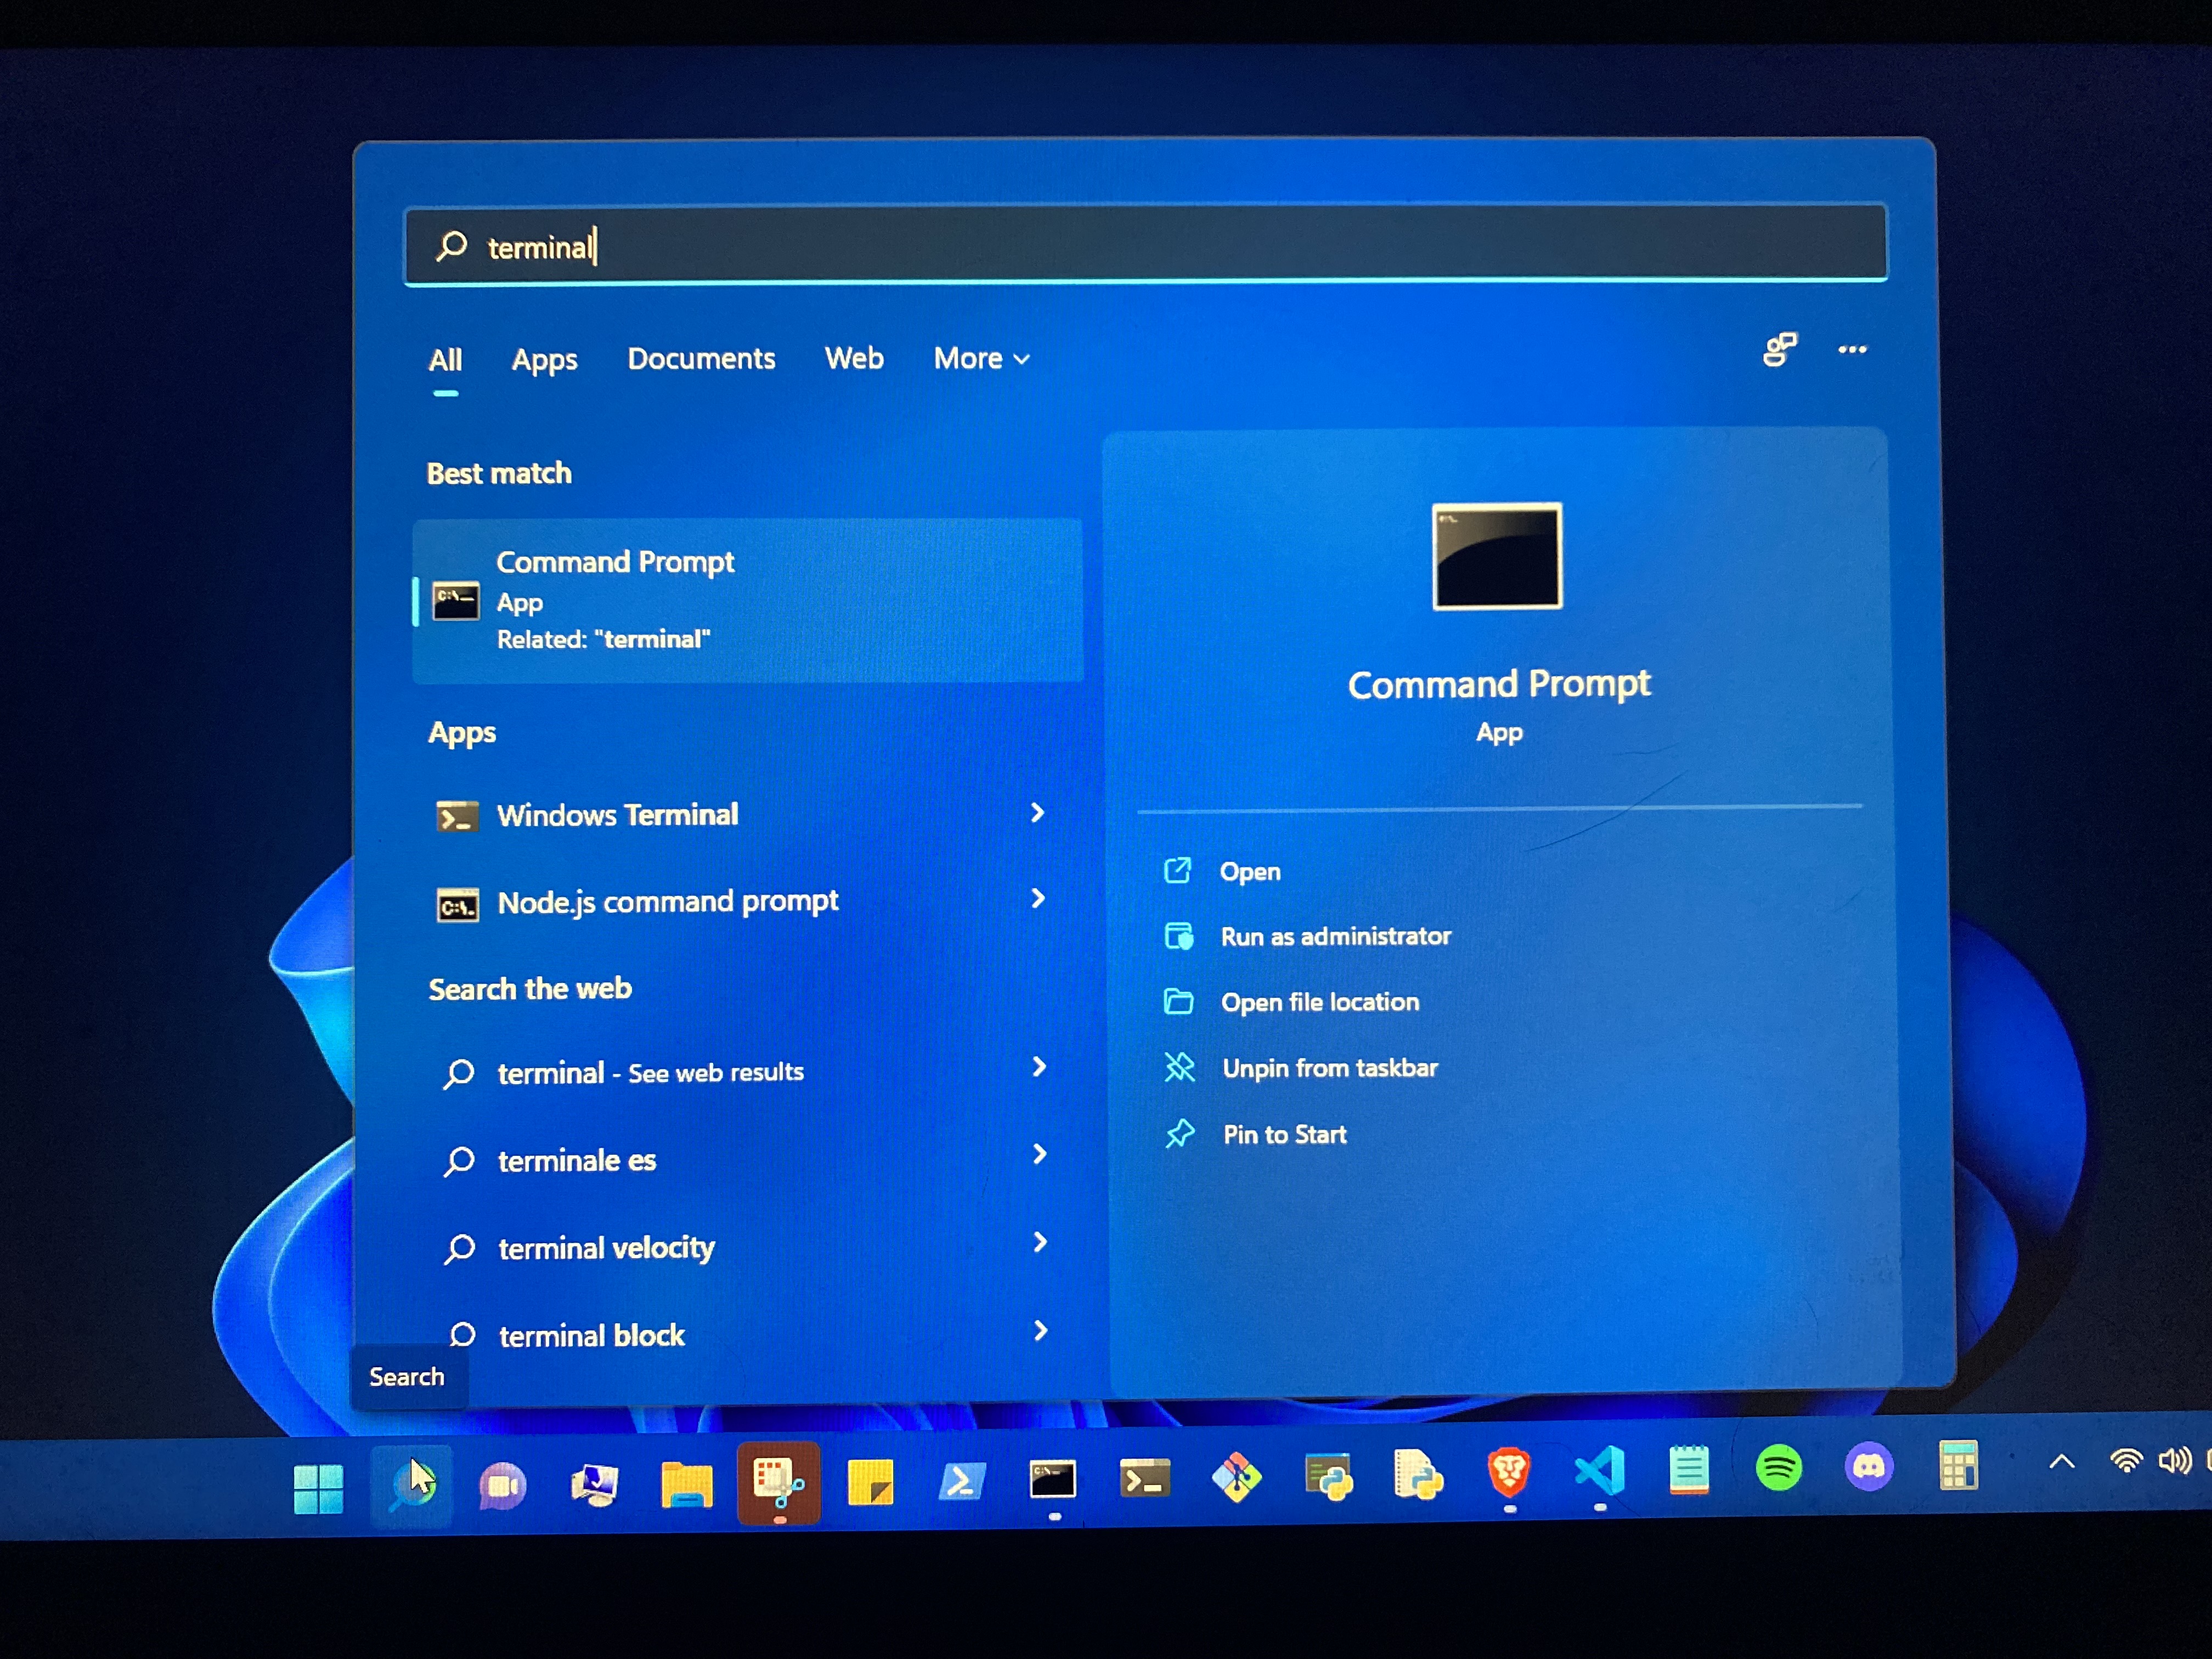 terminal
All Apps Documents Web More
Best match
Command Prompt
App
Related: "terminal"
Apps
Windows Terminal
Node.js command prompt
Search the web
terminal - See web results
terminale es
terminal velocity
terminal block
Search
Command Prompt
App
Open
Run as administrator
Open file location
Unpin from taskbar
Pin to Start